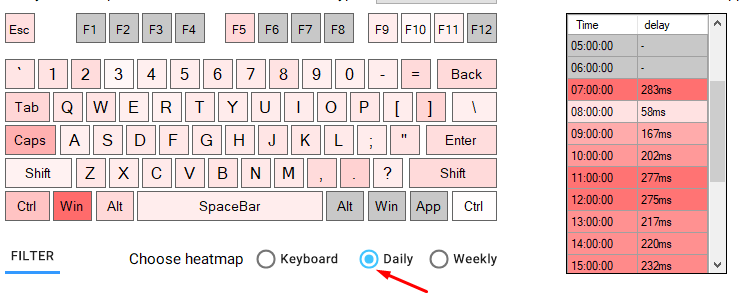 Esc F1 F2 F3 F4 F5 F6 F7 F8 F9 F10 F11 F12
` 1 2 3 4 5 6 7 8 9 0 - = Back
Tab Q W E R T Y U I O P [ ] \
Caps A S D F G H J K L ; " Enter
Shift Z X C V B N M , . ? Shift
Ctrl Win Alt SpaceBar Alt Win App Ctrl
FILTER Choose heatmap Keyboard Daily Weekly
Time delay
05:00:00 -
06:00:00 -
07:00:00 283ms
08:00:00 58ms
09:00:00 167ms
10:00:00 202ms
11:00:00 277ms
12:00:00 275ms
13:00:00 217ms
14:00:00 220ms
15:00:00 232ms